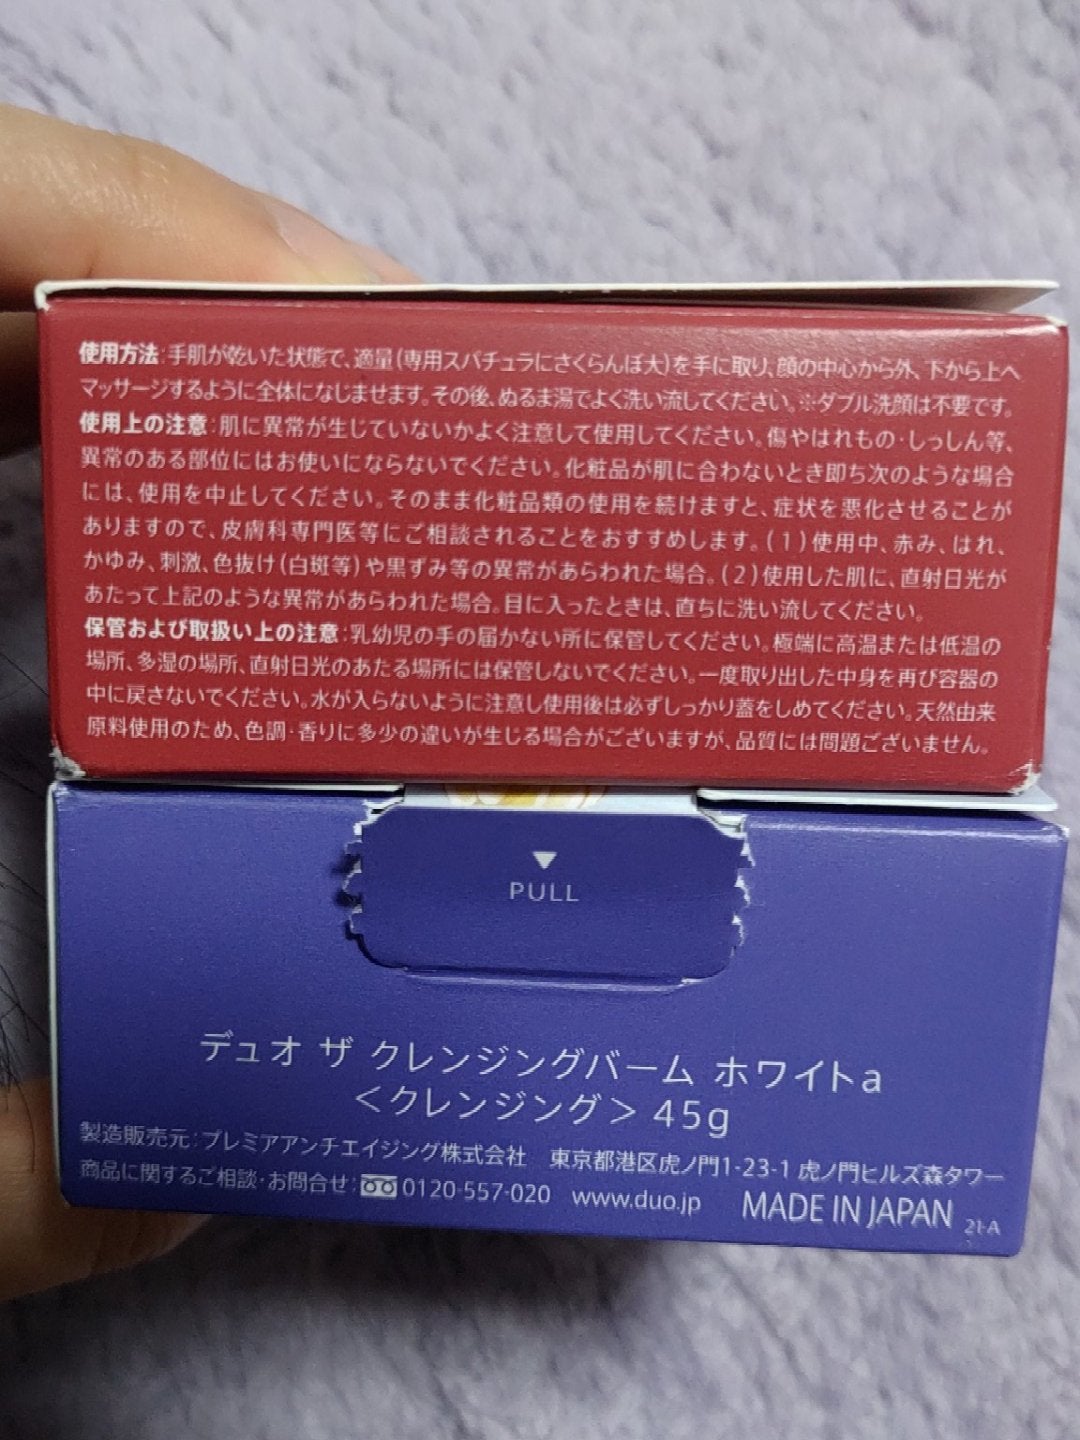 使用方法:手肌が乾いた状態で、適量(専用スパチュラにさくらんぼ大)を手に取り、顔の中心から外、下から上へ
マッサージするように全体になじませます。その後、ぬるま湯でよく洗い流してください。※ダブル洗顔は不要です。
使用上の注意:肌に異常が生じていないかよく注意して使用してください。傷やはれもの・しっしん等、
異常のある部位にはお使いにならないでください。化粧品が肌に合わないとき即ち次のような場合
には、使用を中止してください。そのまま化粧品類の使用を続けますと、症状を悪化させることが
ありますので、皮膚科専門医等にご相談されることをおすすめします。(1)使用中、赤み、はれ、
かゆみ、刺激、色抜け(白斑等)や黒ずみ等の異常があらわれた場合。(2)使用した肌に、直射日光が
あたって上記のような異常があらわれた場合。目に入ったときは、直ちに洗い流してください。
保管および取扱い上の注意:乳幼児の手の届かない所に保管してください。極端に高温または低温の
場所、多湿の場所、直射日光のあたる場所には保管しないでください。一度取り出した中身を再び容器の
中に戻さないでください。水が入らないように注意し使用後は必ずしっかり蓋をしめてください。天然由来
原料使用のため、色調・香りに多少の違いが生じる場合がございますが、品質には問題ございません。
PULL
デュオ ザ クレンジングバーム ホワイトa
<クレンジング> 45g
製造販売元:プレミアアンチエイジング株式会社 東京都港区虎ノ門1-23-1 虎ノ門ヒルズ森タワー
商品に関するご相談・お問合せ:0120-557-020 www.duo.jp MADE IN JAPAN 21-A